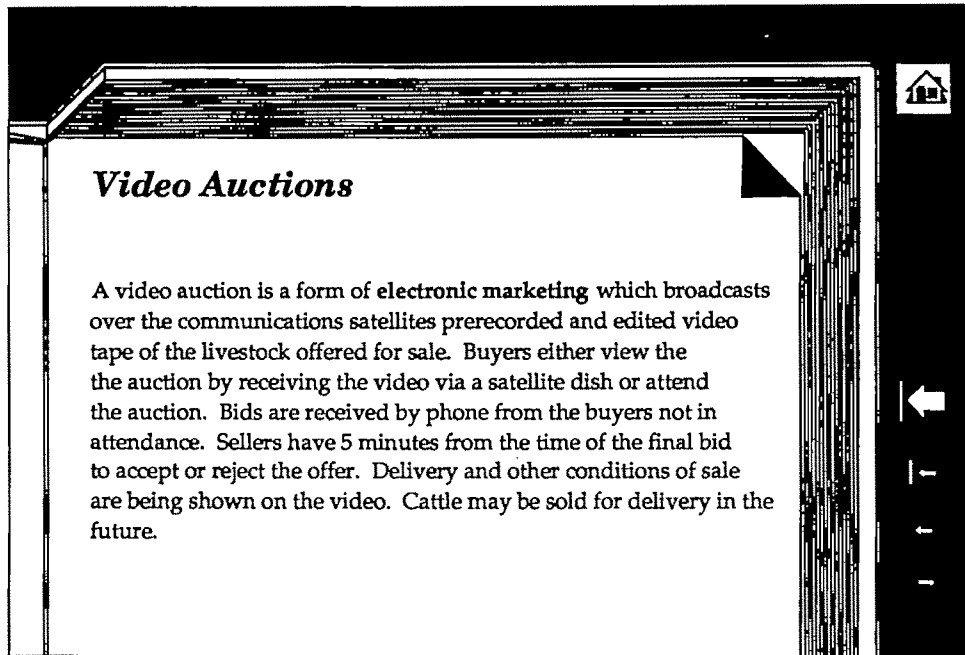 Video Auctions
A video auction is a form of electronic marketing which broadcasts
over the communications satellites prerecorded and edited video
tape of the livestock offered for sale. Buyers either view the
the auction by receiving the video via a satellite dish or attend
the auction. Bids are received by phone from the buyers not in
attendance. Sellers have 5 minutes from the time of the final bid
to accept or reject the offer. Delivery and other conditions of sale
are being shown on the video. Cattle may be sold for delivery in the
future.